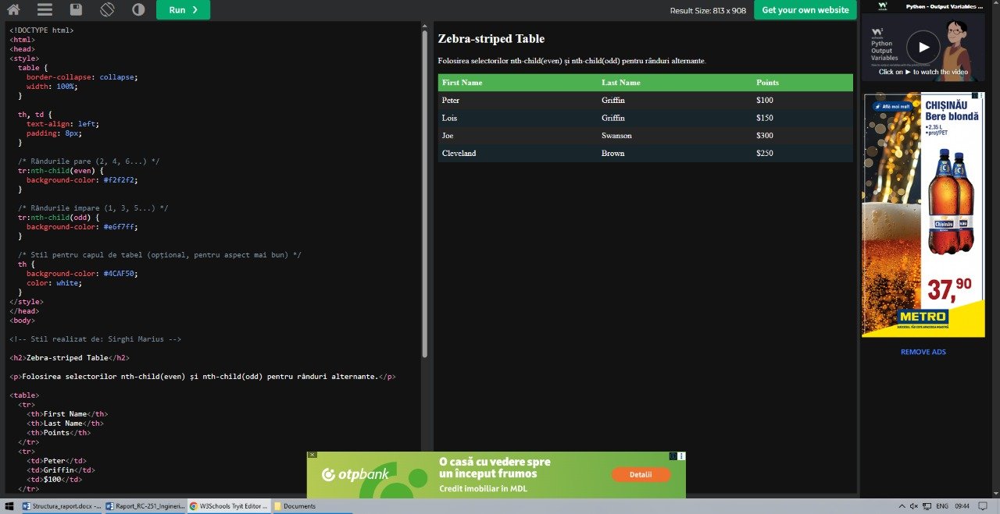 Run ❯
Result Size: 813 x 908
Get your own website
<!DOCTYPE html>
<html>
<head>
<style>
table {
border-collapse: collapse;
width: 100%;
}
th, td {
text-align: left;
padding: 8px;
}
/* Rândurile pare (2, 4, 6...) */
tr:nth-child(even) {
background-color: #f2f2f2;
}
/* Rândurile impare (1, 3, 5...) */
tr:nth-child(odd) {
background-color: #e6f7ff;
}
/* Stil pentru capul de tabel (opțional, pentru aspect mai bun) */
th {
background-color: #4CAF50;
color: white;
}
</style>
</head>
<body>
<!-- Stil realizat de: Sirghi Marius -->
<h2>Zebra-striped Table</h2>
<p>Folosirea selectorilor nth-child(even) și nth-child(odd) pentru rânduri alternante.</p>
<table>
<tr>
<th>First Name</th>
<th>Last Name</th>
<th>Points</th>
</tr>
<tr>
<td>Peter</td>
<td>Griffin</td>
<td>$100</td>
</tr>
Zebra-striped Table
Folosirea selectorilor nth-child(even) și nth-child(odd) pentru rânduri alternante.
First Name Last Name Points
Peter Griffin $100
Lois Griffin $150
Joe Swanson $300
Cleveland Brown $250
Python - Output Variables ...
schools
Python
Output
Variables
Click on ► to watch the video
Află mai mult
CHIȘINĂU
Bere blondă
•2,35 L
•preț/PET
Chișinău
37,90
METRO
REMOVE ADS
otpbank
O casă cu vedere spre
un început frumos
Credit imobiliar în MDL
Detalii
Structura_raport.docx -...
Raport_RC-251_Ingineri...
W3Schools Tryit Editor ...
Documents
ENG
09:44